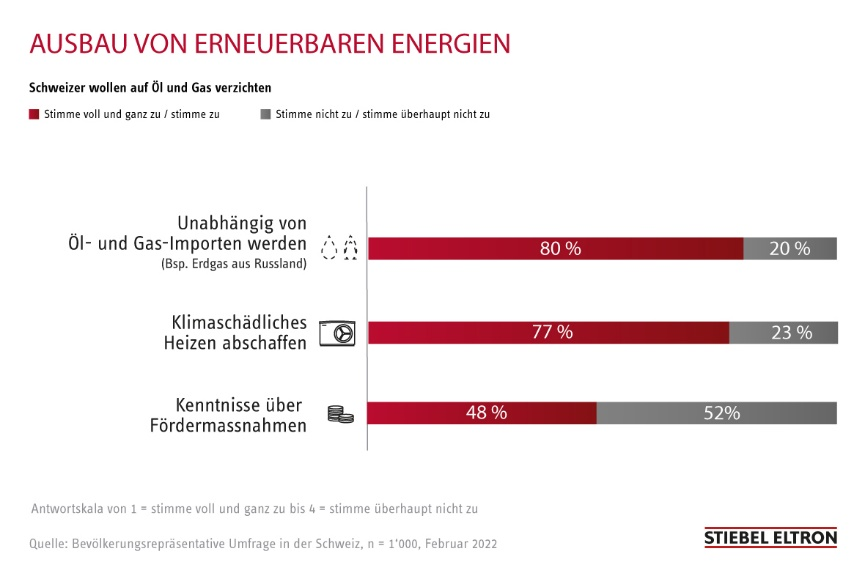 AUSBAU VON ERNEUERBAREN ENERGIEN
Schweizer wollen auf Öl und Gas verzichten
Stimme voll und ganz zu / stimme zu
Stimme nicht zu / stimme überhaupt nicht zu
Unabhängig von
Öl- und Gas-Importen werden
(Bsp. Erdgas aus Russland)
80 %
20 %
Klimaschädliches
Heizen abschaffen
77 %
23 %
Kenntnisse über
Fördermassnahmen
48 %
52%
Antwortskala von 1 = stimme voll und ganz zu bis 4 = stimme überhaupt nicht zu
Quelle: Bevölkerungsrepräsentative Umfrage in der Schweiz, n = 1'000, Februar 2022
STIEBEL ELTRON